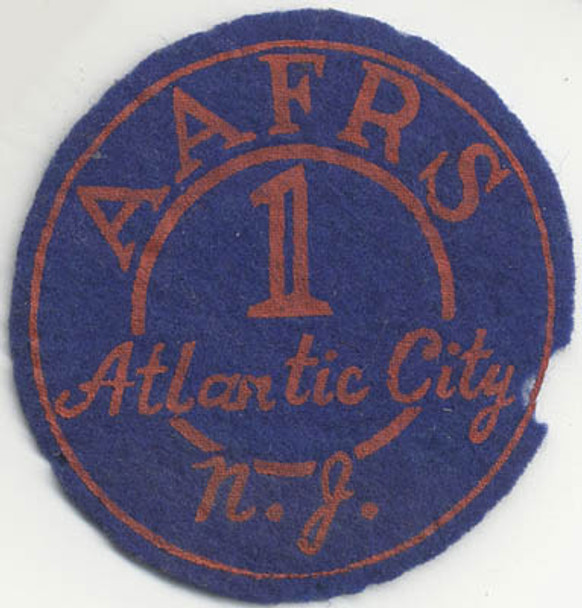 AAFRS
1
Atlantic City
N.J.